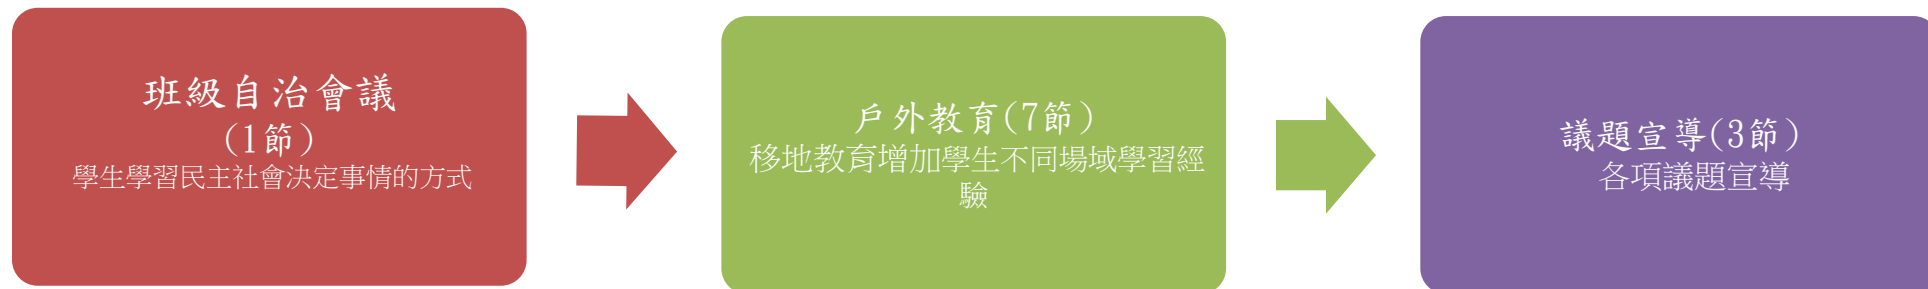 班級自治會議
(1節)
學生學習民主社會決定事情的方式
戶外教育(7節)
移地教育增加學生不同場域學習經
驗
議題宣導(3節)
各項議題宣導